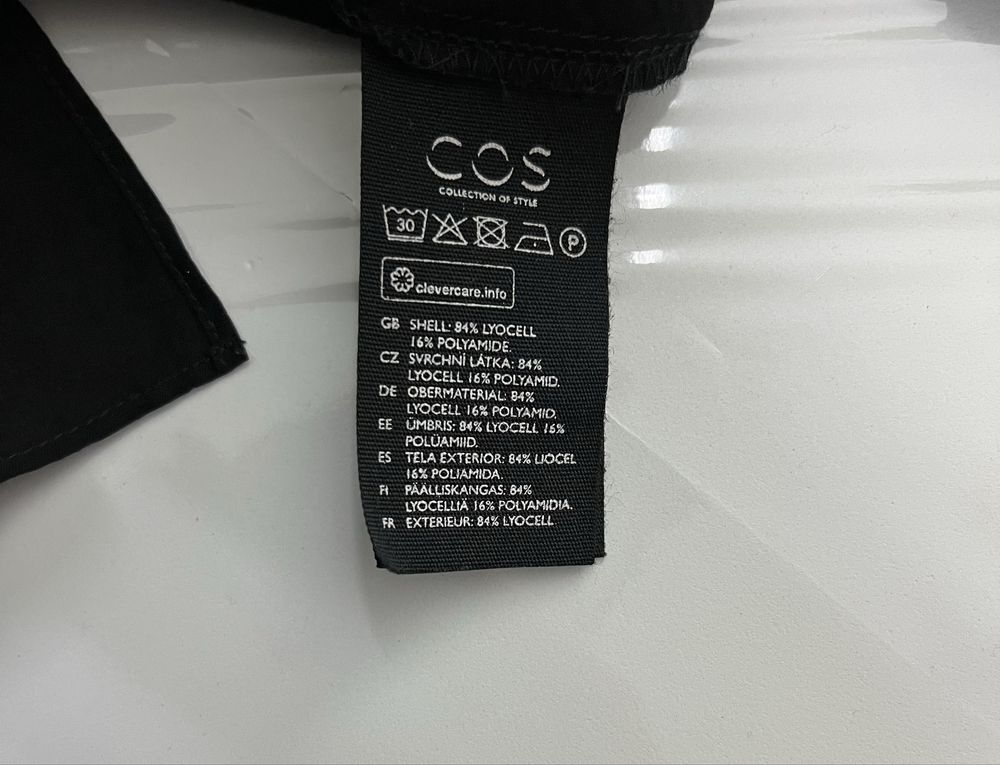 COS
COLLECTION OF STYLE
30
P
clevercare.info
GB SHELL: 84% LYOCELL
16% POLYAMIDE.
CZ SVRCHNÍ LÁTKA: 84%
LYOCELL 16% POLYAMID.
DE OBERMATERIAL: 84%
LYOCELL 16% POLYAMID.
EE ÜMBRIS: 84% LYOCELL 16%
POLÜAMIID.
ES TELA EXTERIOR: 84% LIOCEL
16% POLIAMIDA.
FI PÄÄLLISKANGAS: 84%
LYOCELLIÄ 16% POLYAMIDIA.
FR EXTERIEUR: 84% LYOCELL